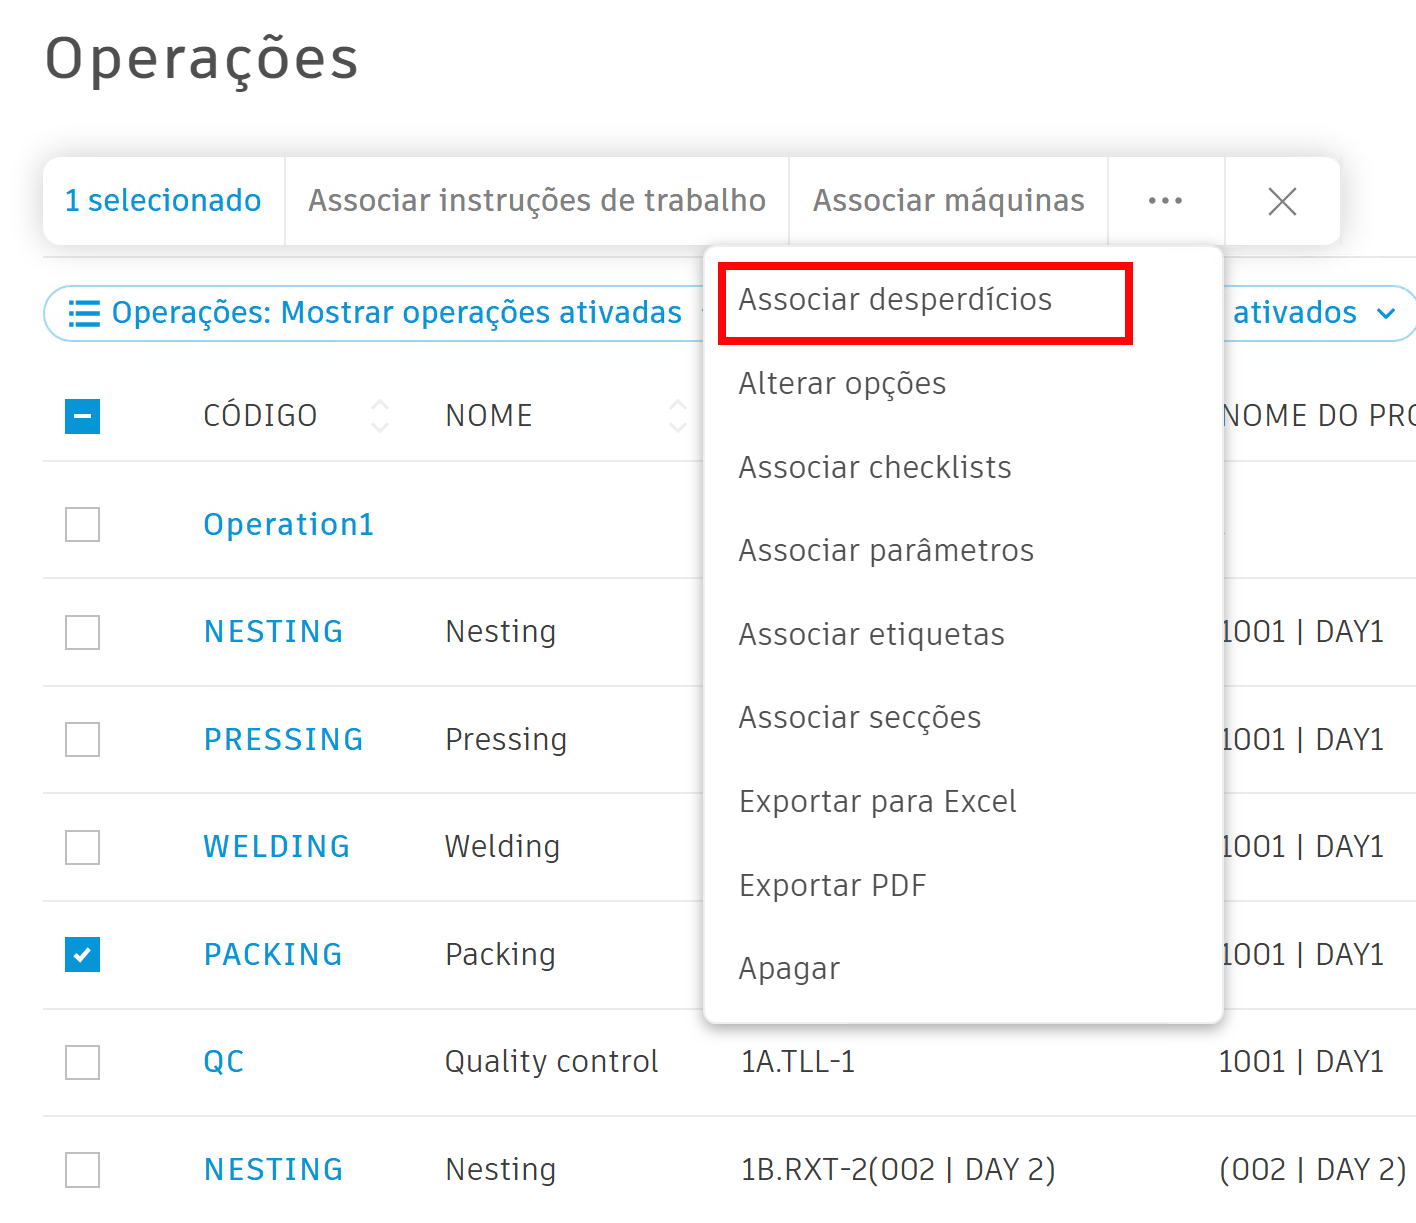 Operações
1 selecionado Associar instruções de trabalho Associar máquinas ...
Operações: Mostrar operações ativadas ativados
Associar desperdícios
Alterar opções
Associar checklists
Associar parâmetros
Associar etiquetas
Associar secções
Exportar para Excel
Exportar PDF
Apagar
CÓDIGO NOME NOME DO PRO
Operation1
NESTING Nesting 1001 | DAY1
PRESSING Pressing 1001 | DAY1
WELDING Welding 1001 | DAY1
PACKING Packing 1001 | DAY1
QC Quality control 1A.TLL-1 1001 | DAY1
NESTING Nesting 1B.RXT-2(002 | DAY 2) (002 | DAY 2)